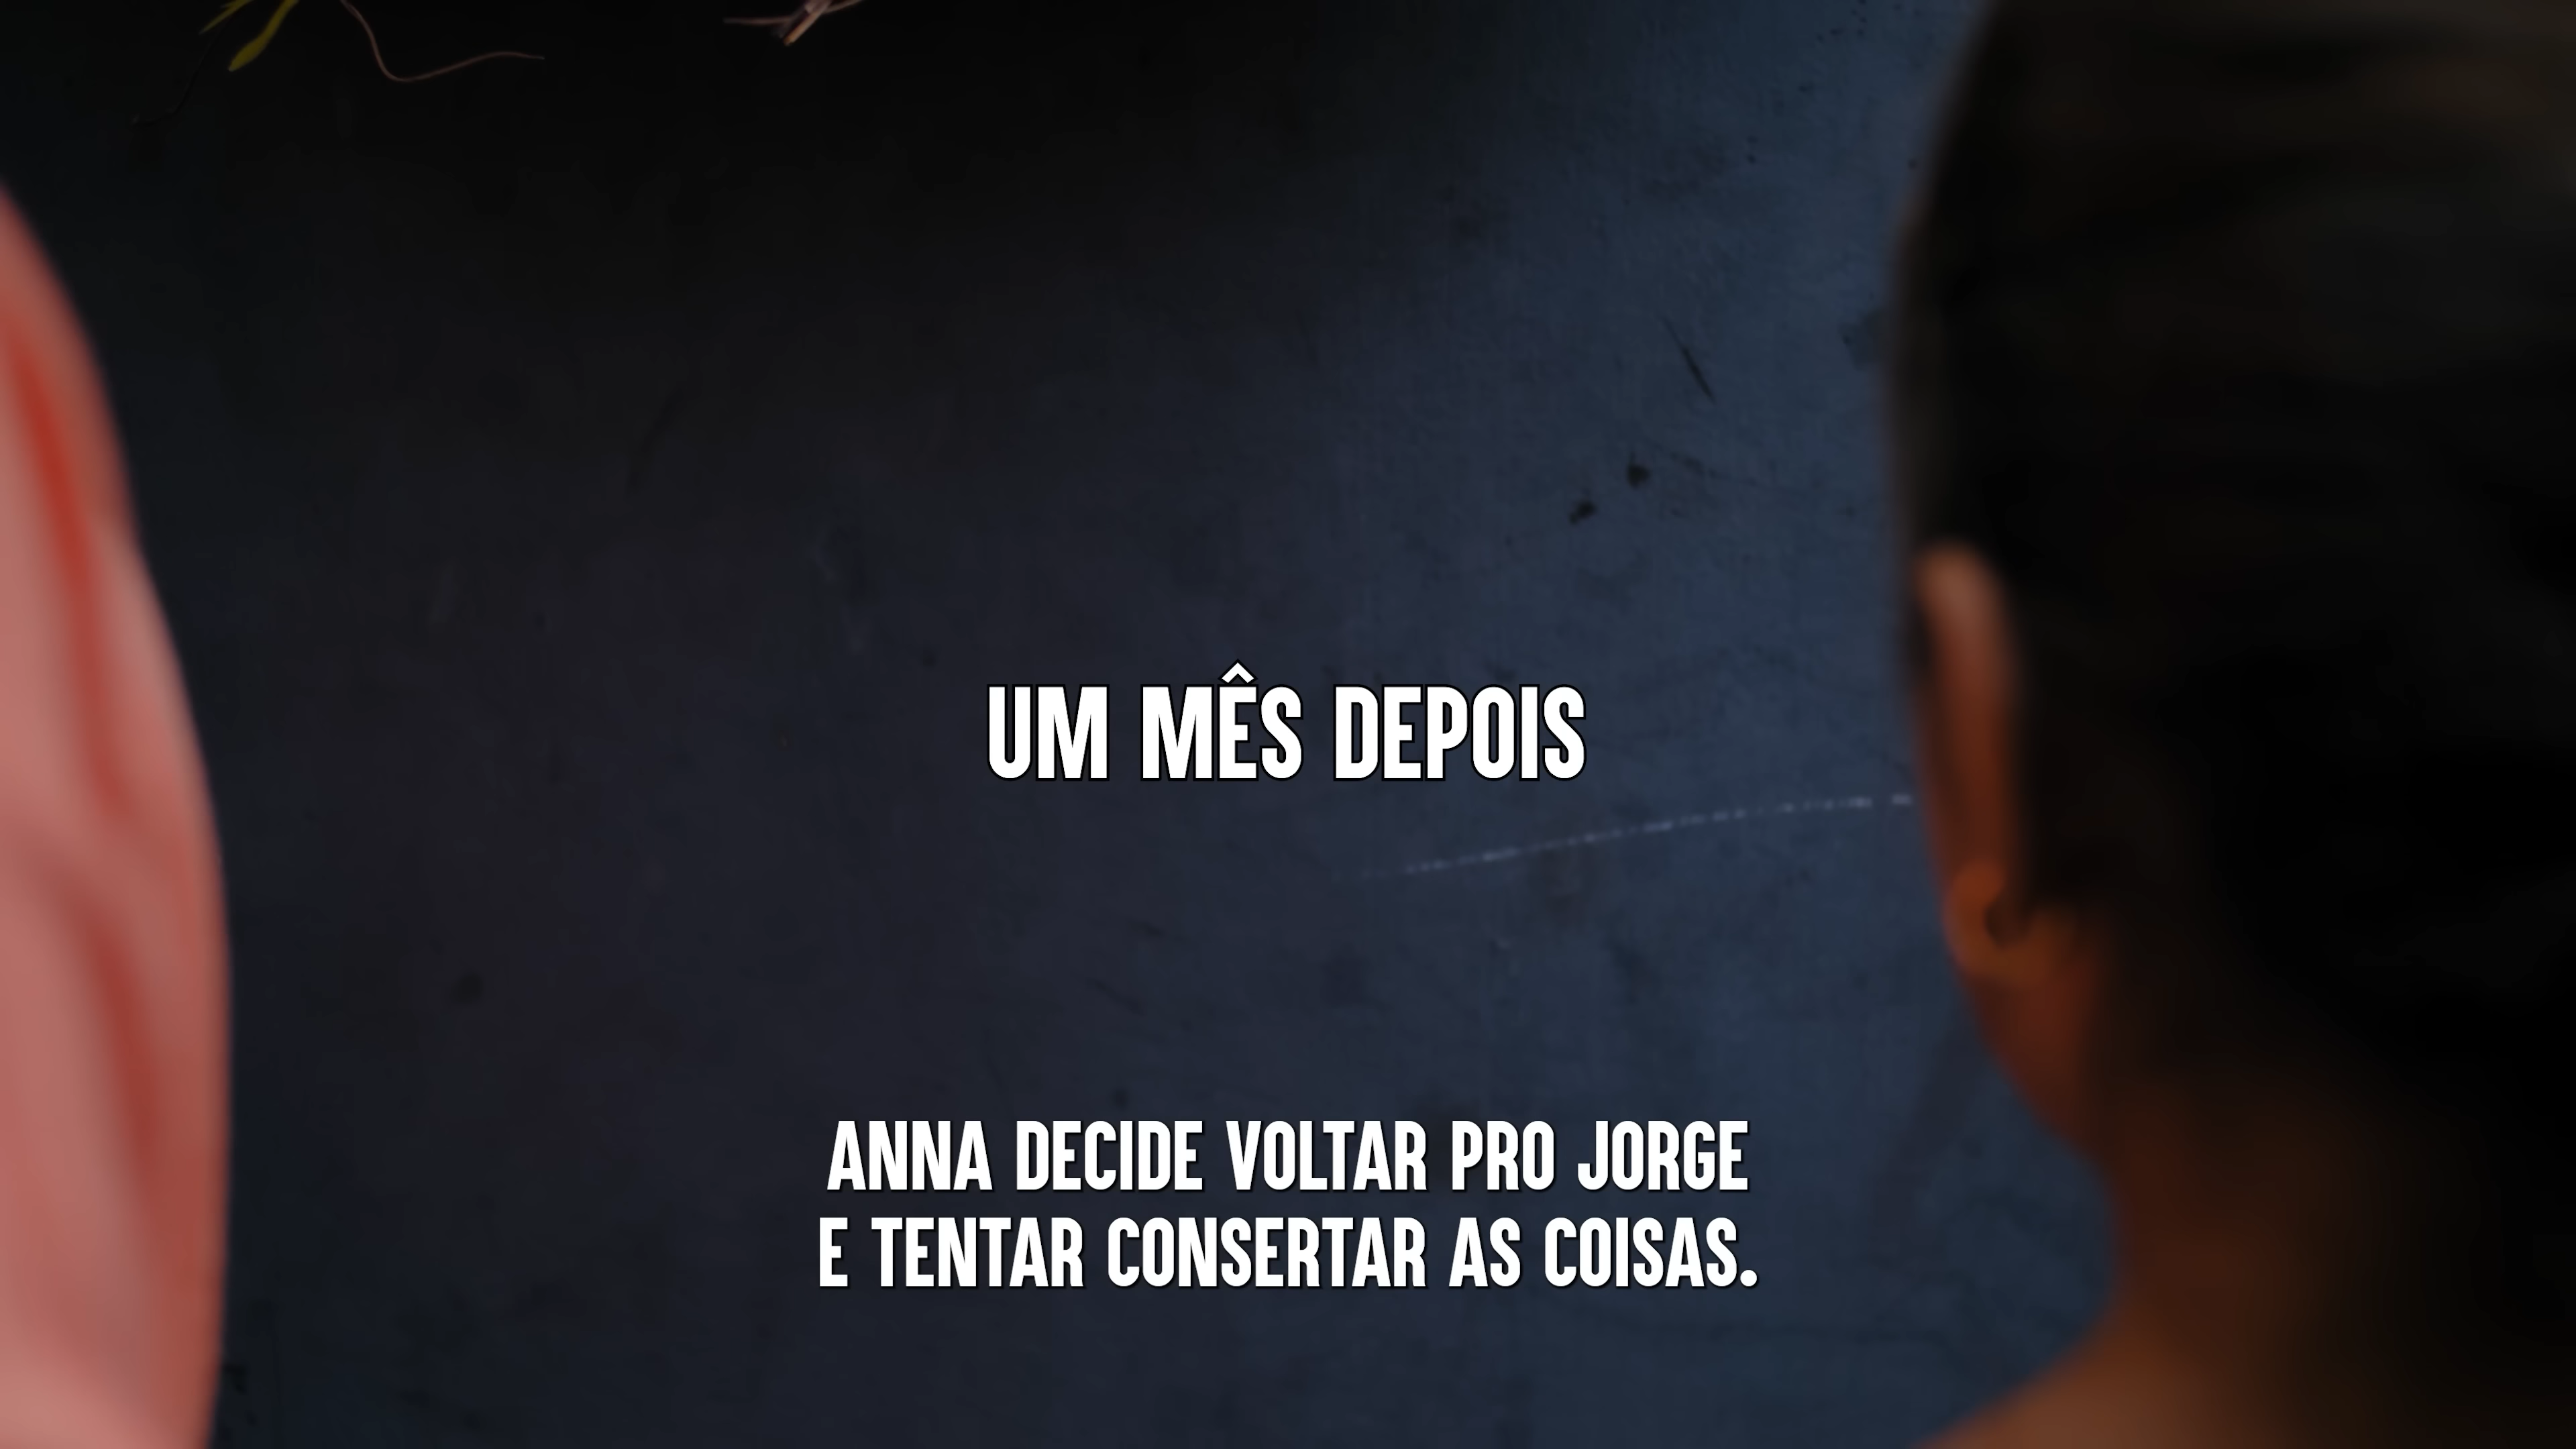 UM MÊS DEPOIS
ANNA DECIDE VOLTAR PRO JORGE
E TENTAR CONSERTAR AS COISAS.